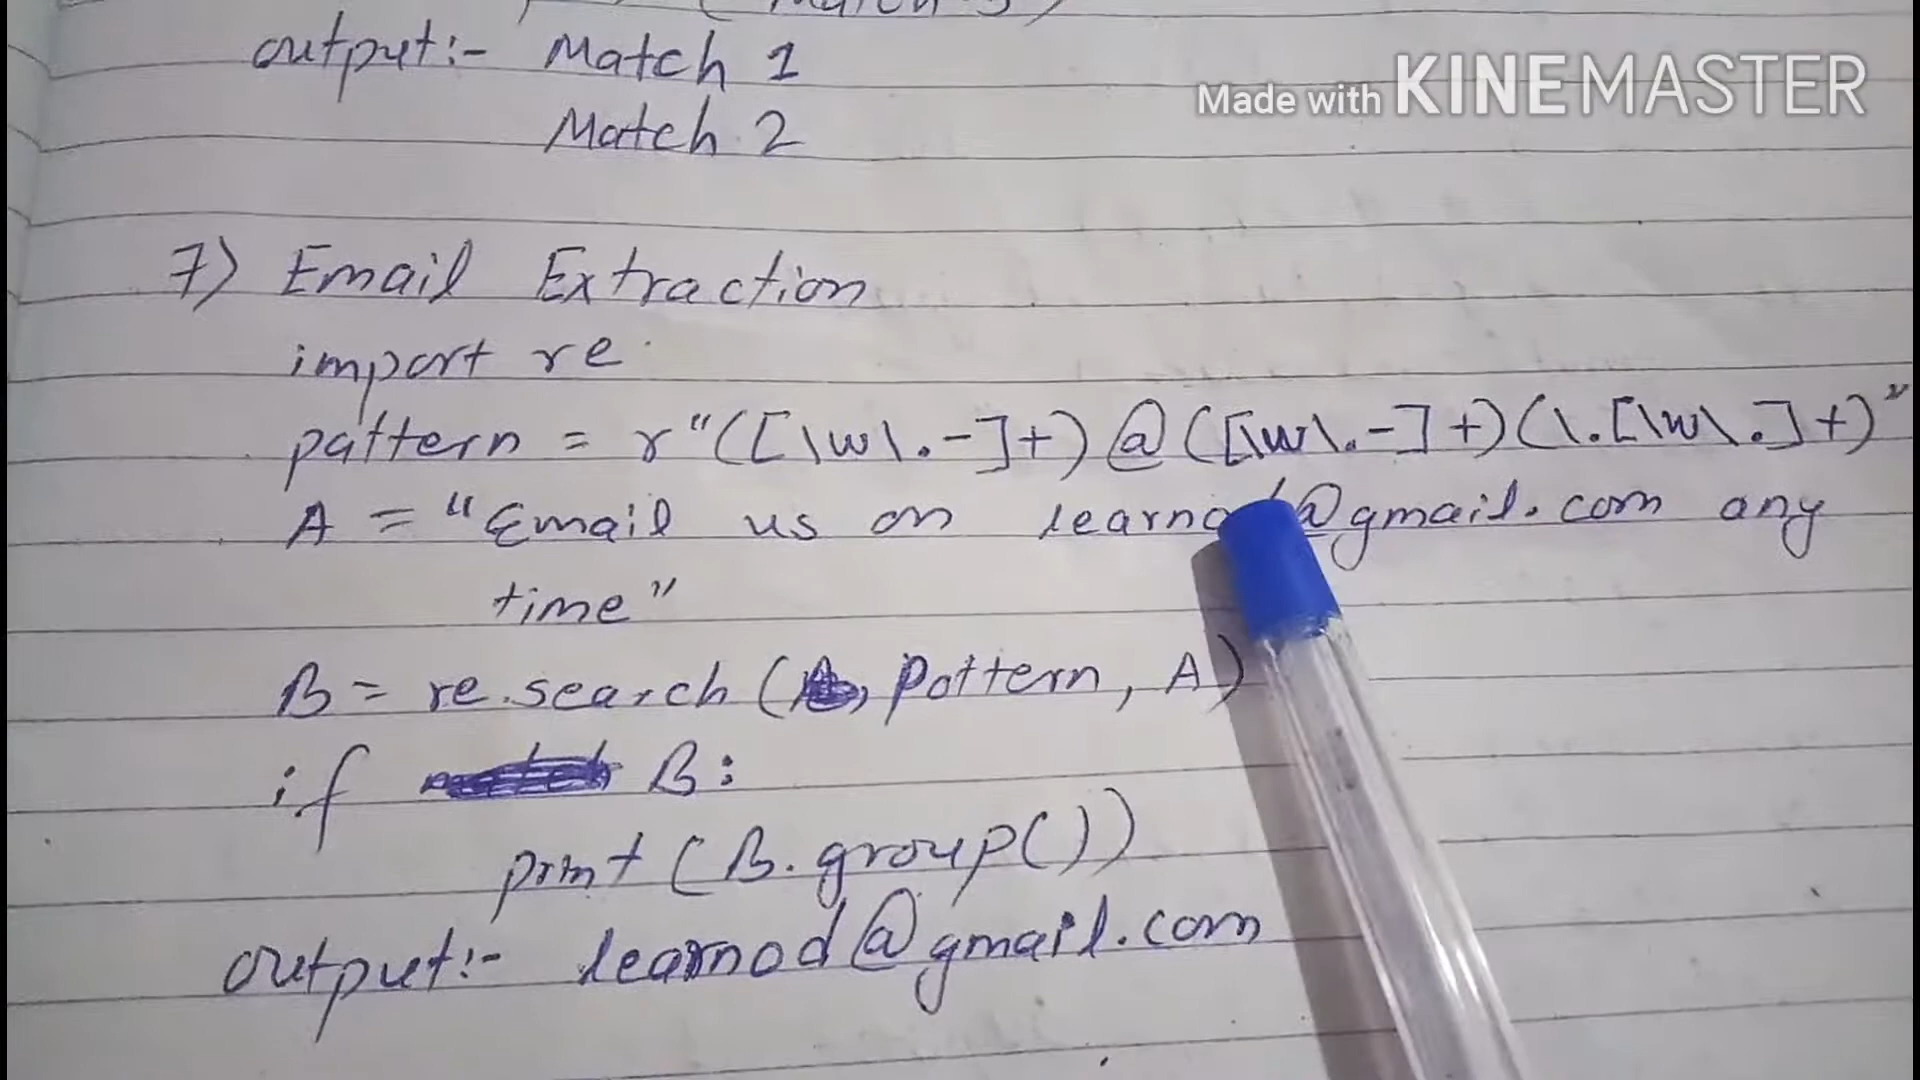 output:- Match 1
Made with KINEMASTER
Match 2
7) Email Extraction
import re
pattern = r"([\w\.-]+)@([\w\.-]+)(\.[\w\.]+)"
A = "Email us on @gmail.com any
time"
B = re.search( pattern, A)
if B:
print (B.group())
output:- learnod@gmail.com